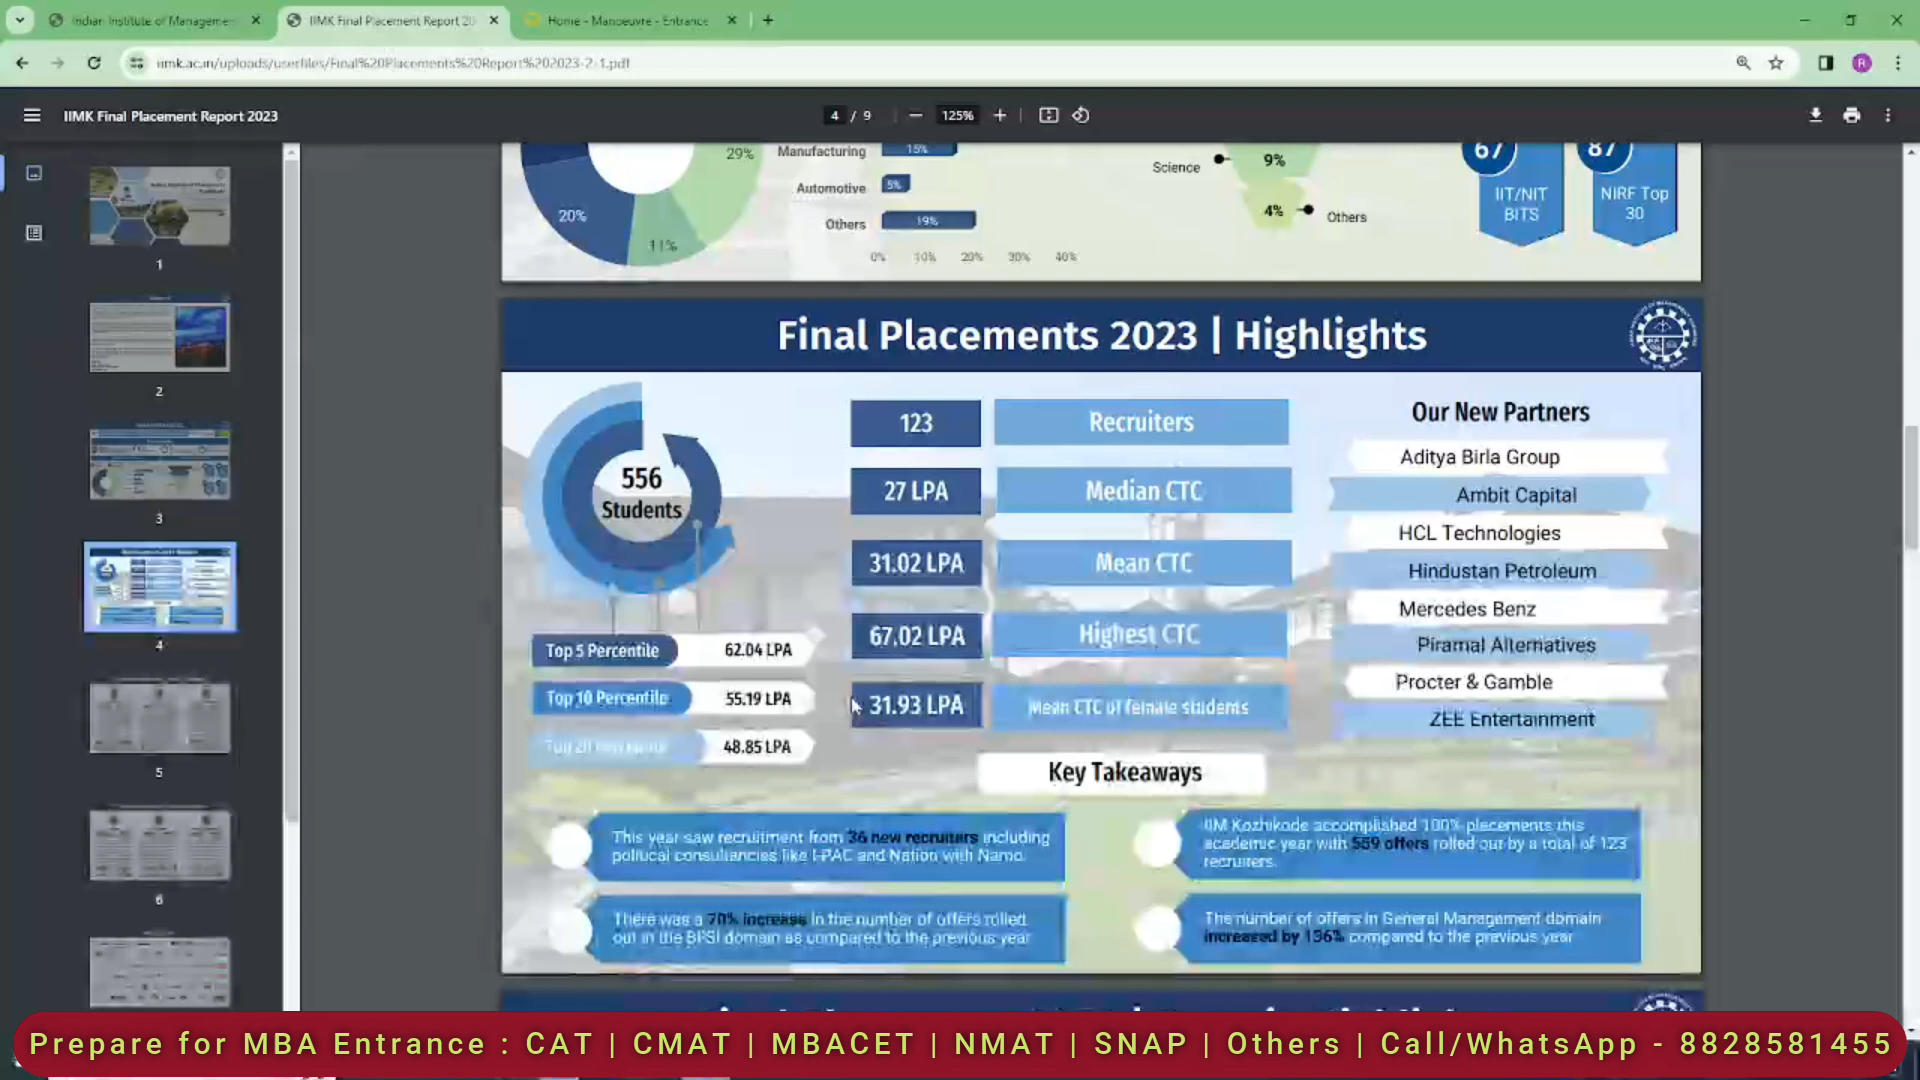 Indian Institute of Managemen
IIMK Final Placement Report 20
Home - Manoeuvre - Entrance
iimk.ac.in/uploads/userfiles/Final%20Placements%20Report%202023-2-1.pdf
R
IIMK Final Placement Report 2023
4 / 9
125%
1
2
3
4
5
6
29%
20%
11%
Manufacturing 15%
Automotive 5%
Others 19%
0% 10% 20% 30% 40%
Science 9%
4% Others
67
IIT/NIT
BITS
87
NIRF Top
30
Final Placements 2023 | Highlights
556
Students
Top 5 Percentile 62.04 LPA
Top 10 Percentile 55.19 LPA
Top 20 Percentile 48.85 LPA
123 Recruiters
27 LPA Median CTC
31.02 LPA Mean CTC
67.02 LPA Highest CTC
31.93 LPA Mean CTC of female students
Our New Partners
Aditya Birla Group
Ambit Capital
HCL Technologies
Hindustan Petroleum
Mercedes Benz
Piramal Alternatives
Procter & Gamble
ZEE Entertainment
Key Takeaways
This year saw recruitment from 36 new recruiters including
political consultancies like I-PAC and Nation with Namo.
IIM Kozhikode accomplished 100% placements this
academic year with 559 offers rolled out by a total of 123
recruiters.
There was a 70% increase in the number of offers rolled
out in the BFSI domain as compared to the previous year
The number of offers in General Management domain
increased by 136% compared to the previous year
Prepare for MBA Entrance : CAT | CMAT | MBACET | NMAT | SNAP | Others | Call/WhatsApp - 8828581455